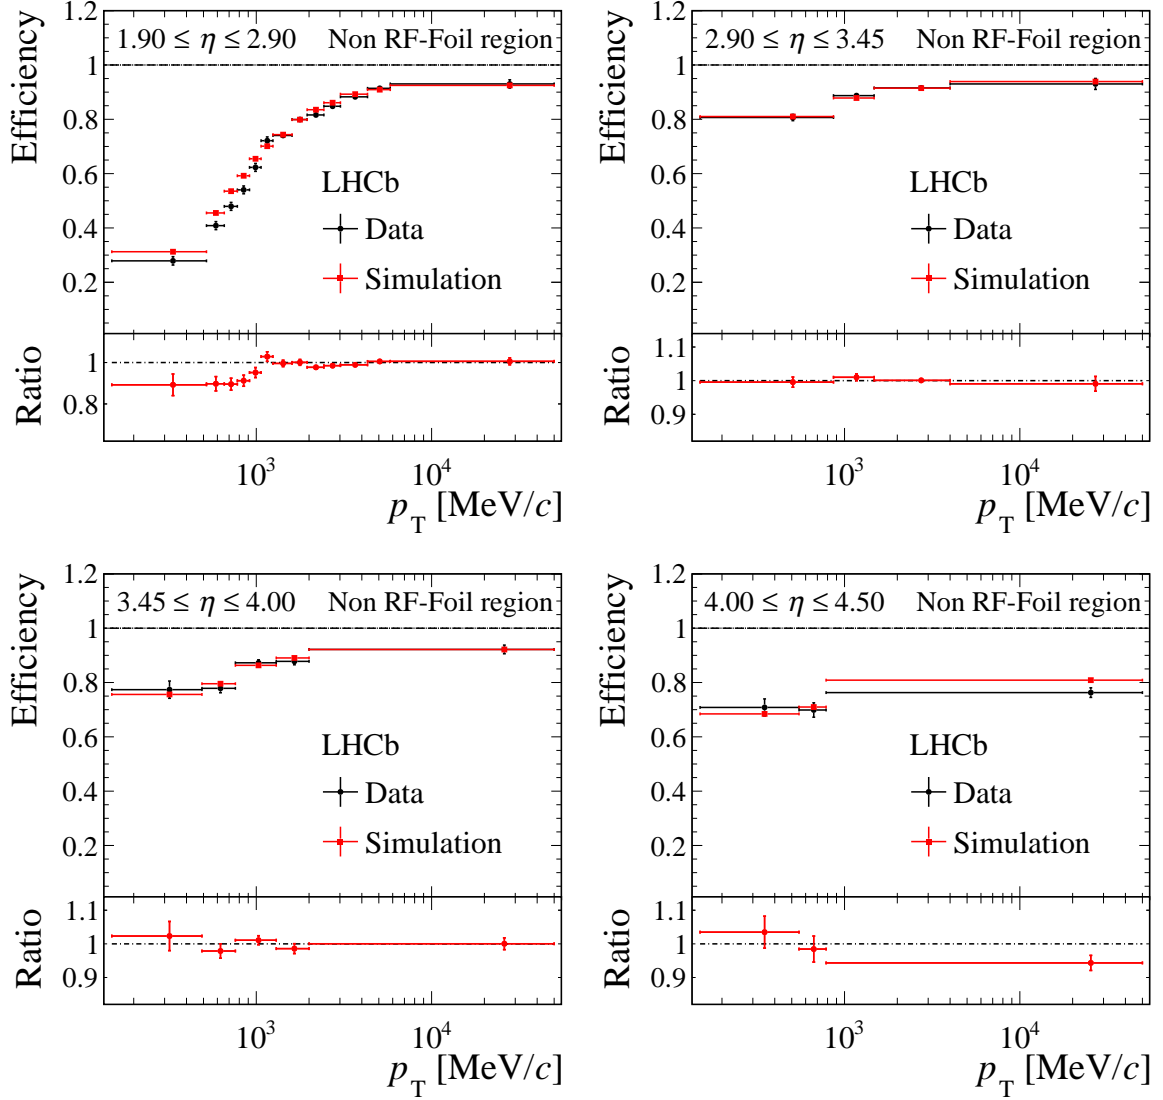 1.90 ≤ η ≤ 2.90 Non RF-Foil region
Efficiency
1.2
1
0.8
0.6
0.4
0.2
LHCb
Data
Simulation
Ratio
1
0.8
10³ 10⁴
p_T [MeV/c]
2.90 ≤ η ≤ 3.45 Non RF-Foil region
Efficiency
1.2
1
0.8
0.6
0.4
0.2
LHCb
Data
Simulation
Ratio
1.1
1.0
0.9
10³ 10⁴
p_T [MeV/c]
3.45 ≤ η ≤ 4.00 Non RF-Foil region
Efficiency
1.2
1
0.8
0.6
0.4
0.2
LHCb
Data
Simulation
Ratio
1.1
1.0
0.9
10³ 10⁴
p_T [MeV/c]
4.00 ≤ η ≤ 4.50 Non RF-Foil region
Efficiency
1.2
1
0.8
0.6
0.4
0.2
LHCb
Data
Simulation
Ratio
1.1
1.0
0.9
10³ 10⁴
p_T [MeV/c]